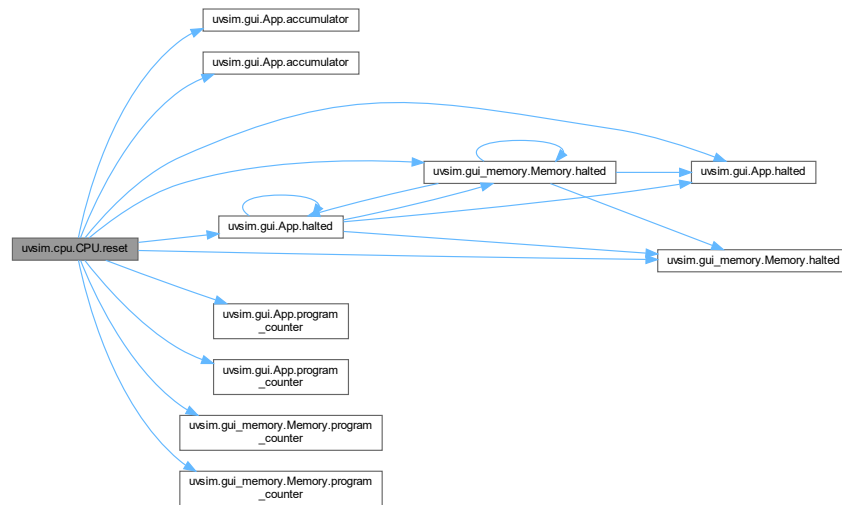 uvsim.gui.App.accumulator
uvsim.gui.App.accumulator
uvsim.gui_memory.Memory.halted
uvsim.gui.App.halted
uvsim.gui.App.halted
uvsim.cpu.CPU.reset
uvsim.gui_memory.Memory.halted
uvsim.gui.App.program
_counter
uvsim.gui.App.program
_counter
uvsim.gui_memory.Memory.program
_counter
uvsim.gui_memory.Memory.program
_counter